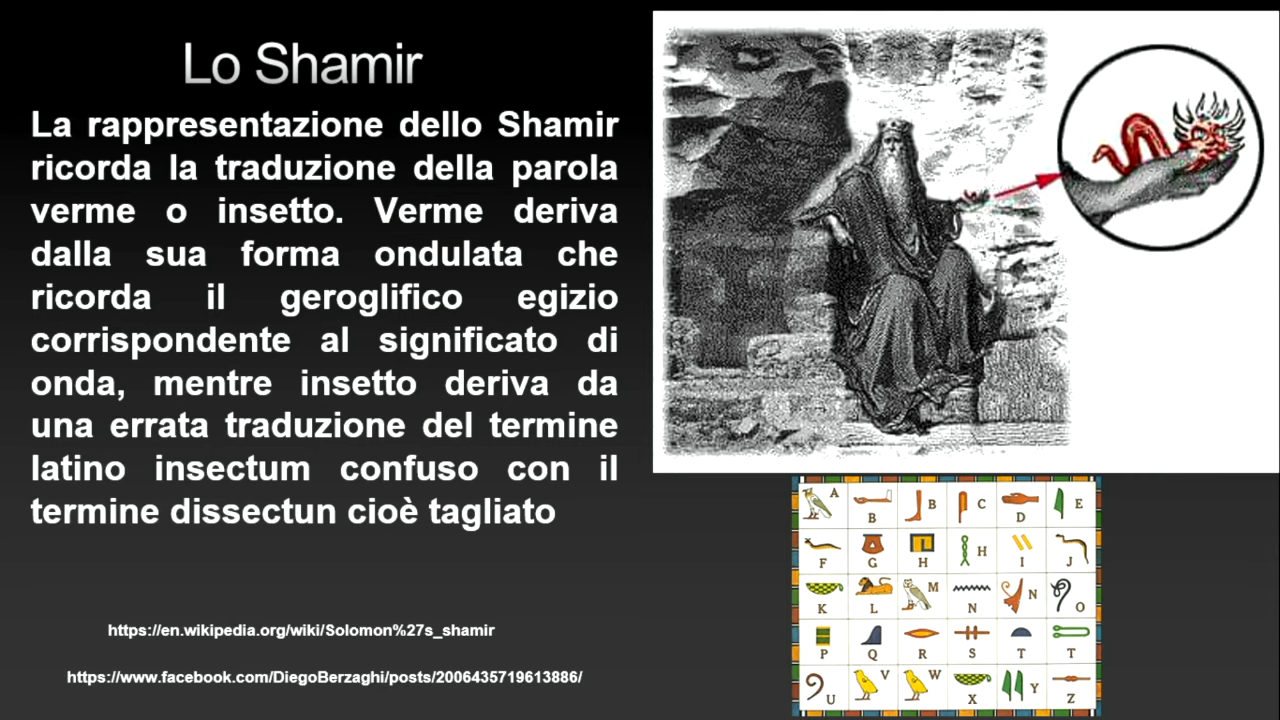 Lo Shamir
La rappresentazione dello Shamir
ricorda la traduzione della parola
verme o insetto. Verme deriva
dalla sua forma ondulata che
ricorda il geroglifico egizio
corrispondente al significato di
onda, mentre insetto deriva da
una errata traduzione del termine
latino insectum confuso con il
termine dissectun cioè tagliato
https://en.wikipedia.org/wiki/Solomon%27s_shamir
https://www.facebook.com/DiegoBerzaghi/posts/2006435719613886/
A B B C D E
F G H H I J
K L M N N O
P Q R S T T
U V W X Y Z